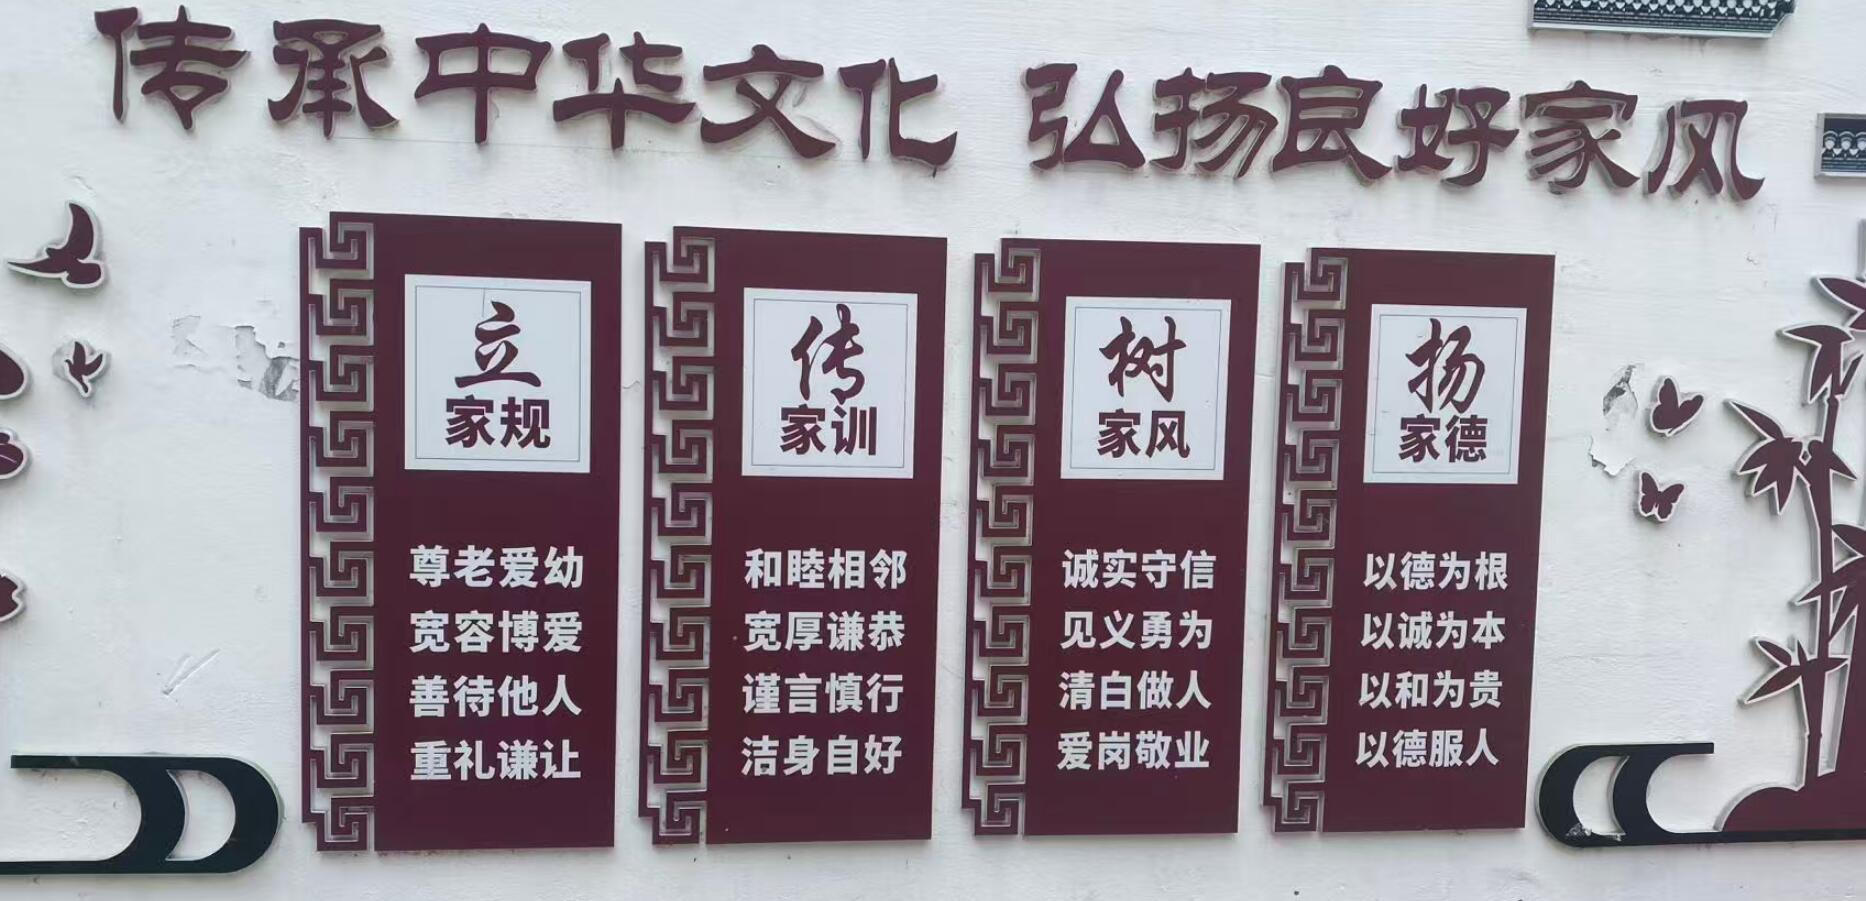 传承中华文化 弘扬良好家风
立
家规
尊老爱幼
宽容博爱
善待他人
重礼谦让
传
家训
和睦相邻
宽厚谦恭
谨言慎行
洁身自好
树
家风
诚实守信
见义勇为
清白做人
爱岗敬业
扬
家德
以德为根
以诚为本
以和为贵
以德服人